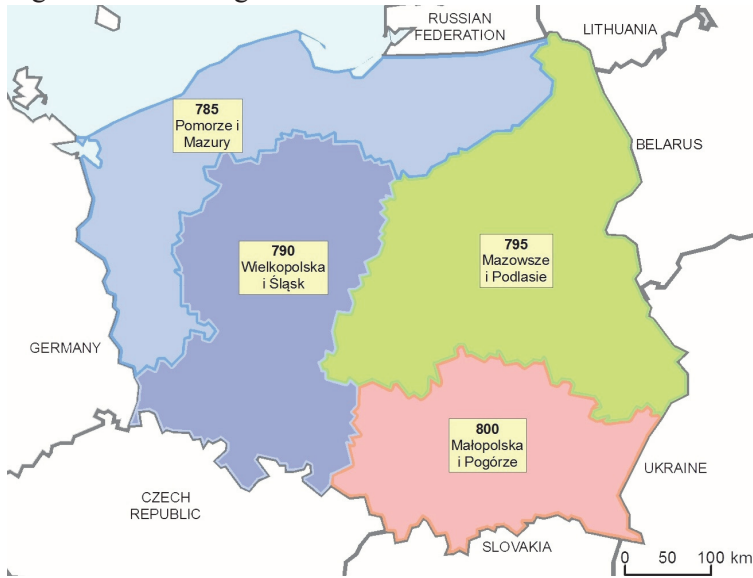 RUSSIAN
FEDERATION
LITHUANIA
785
Pomorze i
Mazury
BELARUS
790
Wielkopolska
i Śląsk
795
Mazowsze
i Podlasie
GERMANY
800
Małopolska
i Pogórze
UKRAINE
CZECH
REPUBLIC
SLOVAKIA
0 50 100 km